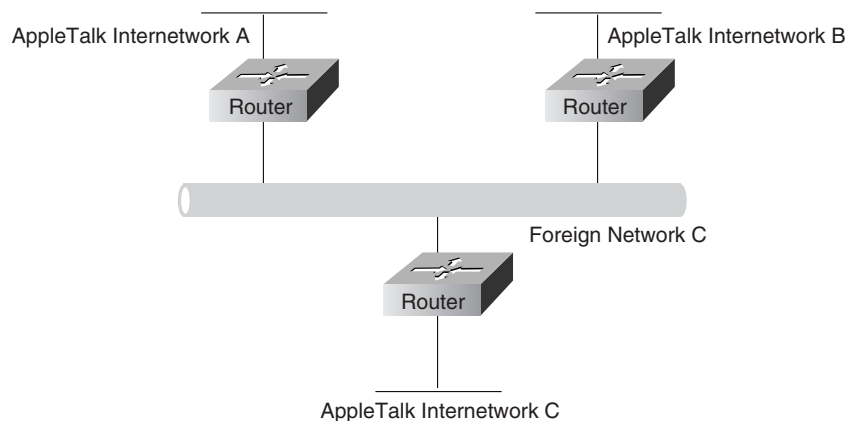 AppleTalk Internetwork A
AppleTalk Internetwork B
Router
Router
Foreign Network C
Router
AppleTalk Internetwork C